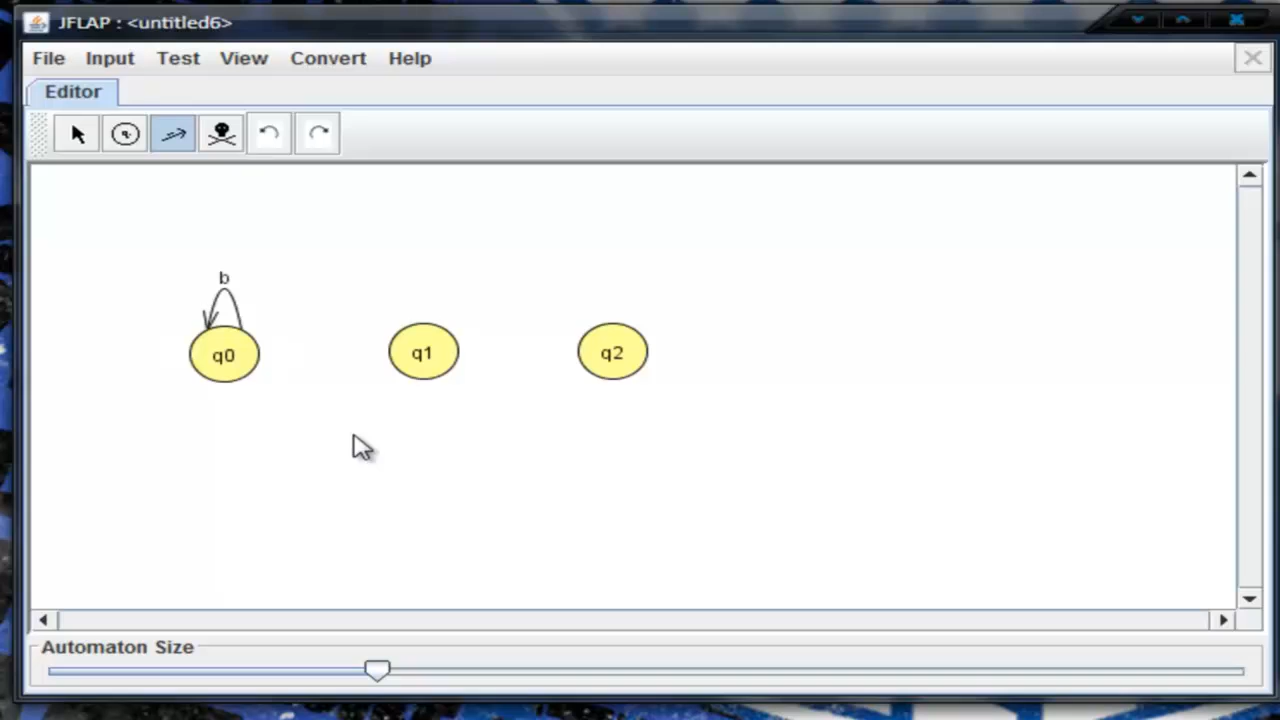 JFLAP : <untitled6>
File Input Test View Convert Help
Editor
b
q0 q1 q2
Automaton Size